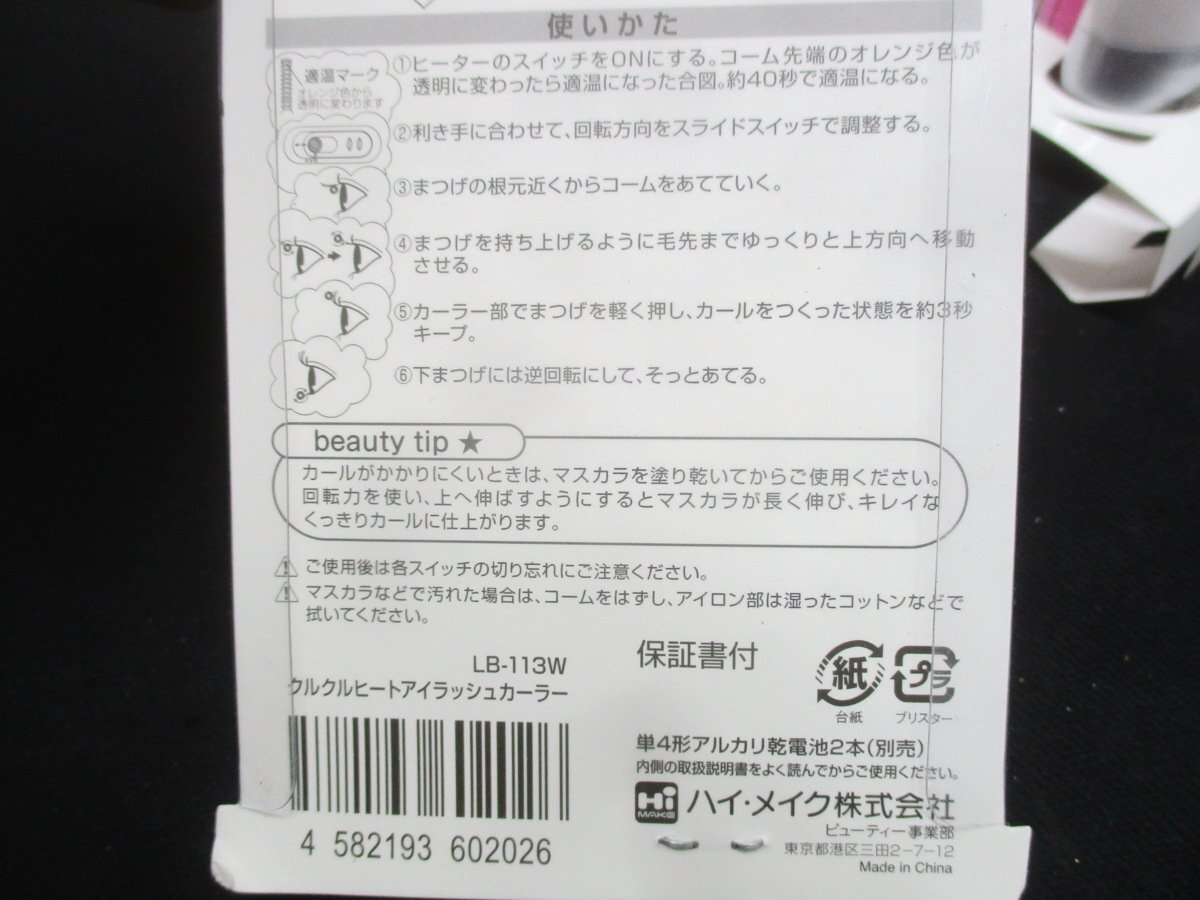 使いかた
適温マーク
オレンジ色から
透明に変わります
①ヒーターのスイッチをONにする。コーム先端のオレンジ色が
透明に変わったら適温になった合図。約40秒で適温になる。
②利き手に合わせて、回転方向をスライドスイッチで調整する。
③まつげの根元近くからコームをあてていく。
④まつげを持ち上げるように毛先までゆっくりと上方向へ移動
させる。
⑤カーラー部でまつげを軽く押し、カールをつくった状態を約3秒
キープ。
⑥下まつげには逆回転にして、そっとあてる。
beauty tip ★
カールがかかりにくいときは、マスカラを塗り乾いてからご使用ください。
回転力を使い、上へ伸ばすようにするとマスカラが長く伸び、キレイな
くっきりカールに仕上がります。
ご使用後は各スイッチの切り忘れにご注意ください。
マスカラなどで汚れた場合は、コームをはずし、アイロン部は湿ったコットンなどで
拭いてください。
LB-113W
クルクルヒートアイラッシュカーラー
4 582193 602026
保証書付
紙
台紙
プラ
ブリスター
単4形アルカリ乾電池2本(別売)
内側の取扱説明書をよく読んでからご使用ください。
Hi MAKE ハイ・メイク株式会社
ビューティー事業部
東京都港区三田2-7-12
Made in China